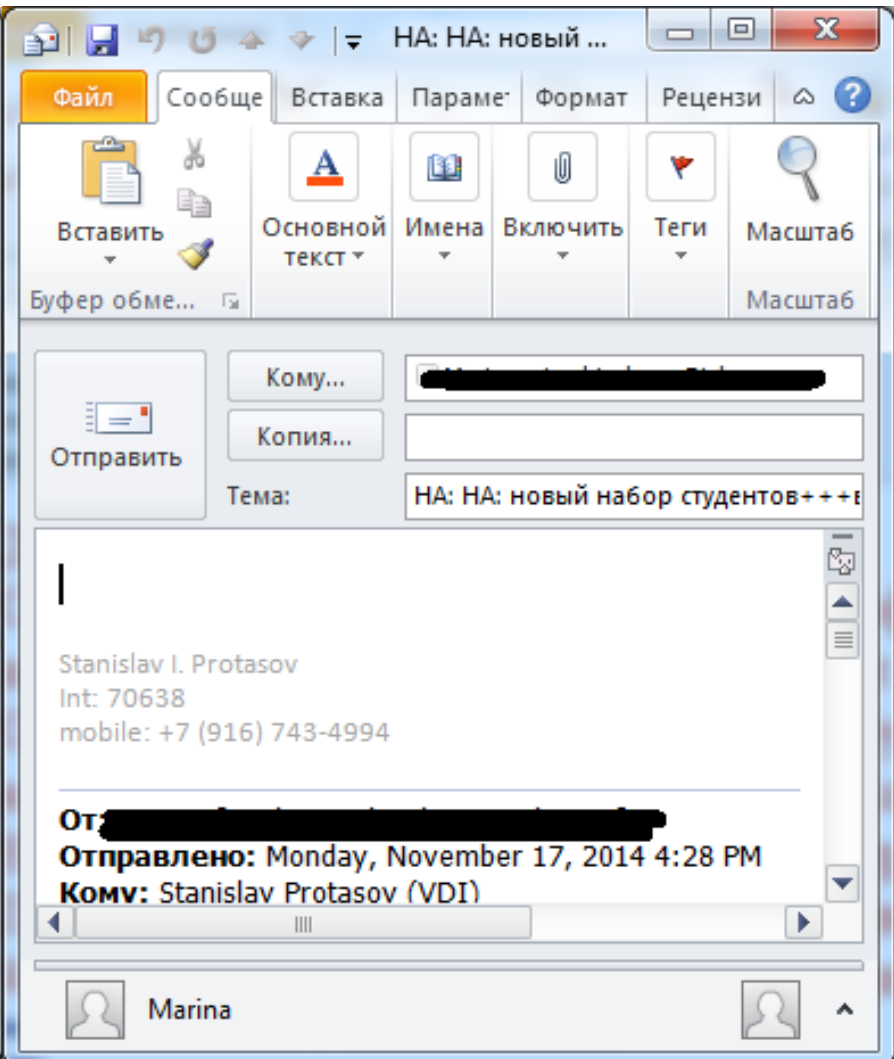 НА: НА: новый ...
Файл Сообще Вставка Парамет Формат Рецензи
Вставить
Основной текст
Имена
Включить
Теги
Масштаб
Буфер обме... Масштаб
Кому...
Копия...
Отправить
Тема: НА: НА: новый набор студентов+++в
Stanislav I. Protasov
Int: 70638
mobile: +7 (916) 743-4994
От:
Отправлено: Monday, November 17, 2014 4:28 PM
Кому: Stanislav Protasov (VDI)
Marina